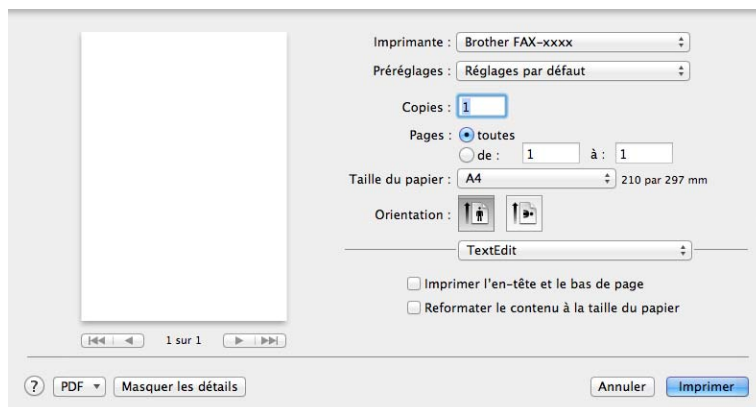 Imprimante : Brother FAX-xxxx
Préréglages : Réglages par défaut
Copies : 1
Pages : toutes
de : 1 à : 1
Taille du papier : A4 210 par 297 mm
Orientation :
TextEdit
Imprimer l'en-tête et le bas de page
Reformater le contenu à la taille du papier
1 sur 1
? PDF Masquer les détails Annuler Imprimer